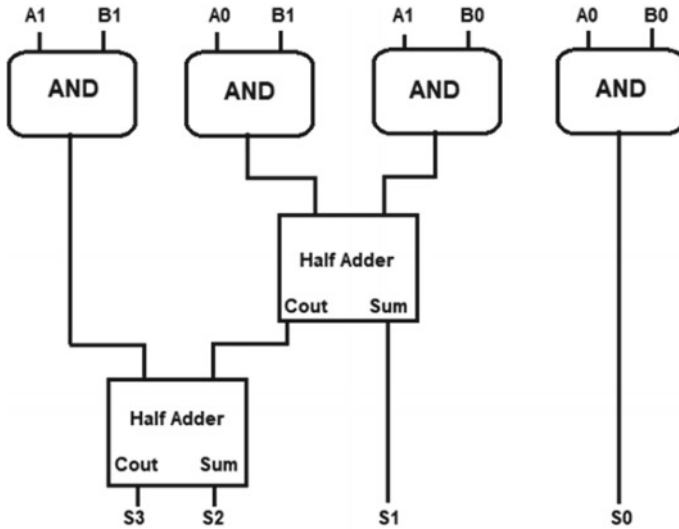 A1 B1 A0 B1 A1 B0 A0 B0
AND AND AND AND
Half Adder
Cout Sum
Half Adder
Cout Sum
S3 S2 S1 S0